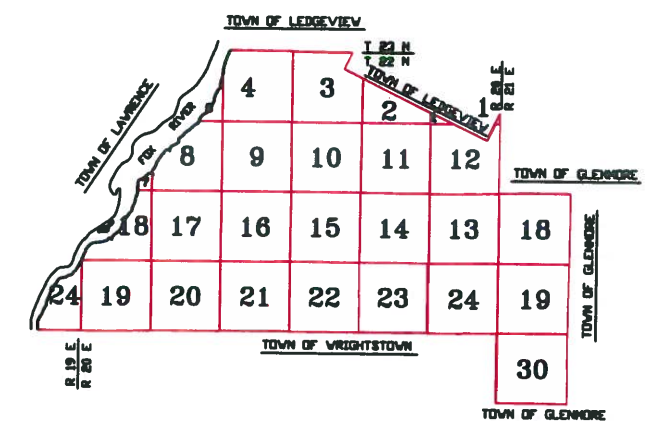 TOWN OF LEDGEVIEW
T 23 N
T 22 N
TOWN OF LEDGEVIEW
R 20 E
R 21 E
TOWN OF LAWRENCE
FOX RIVER
4 3 2 1
8 9 10 11 12
TOWN OF GLENMORE
7
18 17 16 15 14 13 18
TOWN OF GLENMORE
24 19 20 21 22 23 24 19
R 19 E
R 20 E
TOWN OF WRIGHTSTOWN
30
TOWN OF GLENMORE